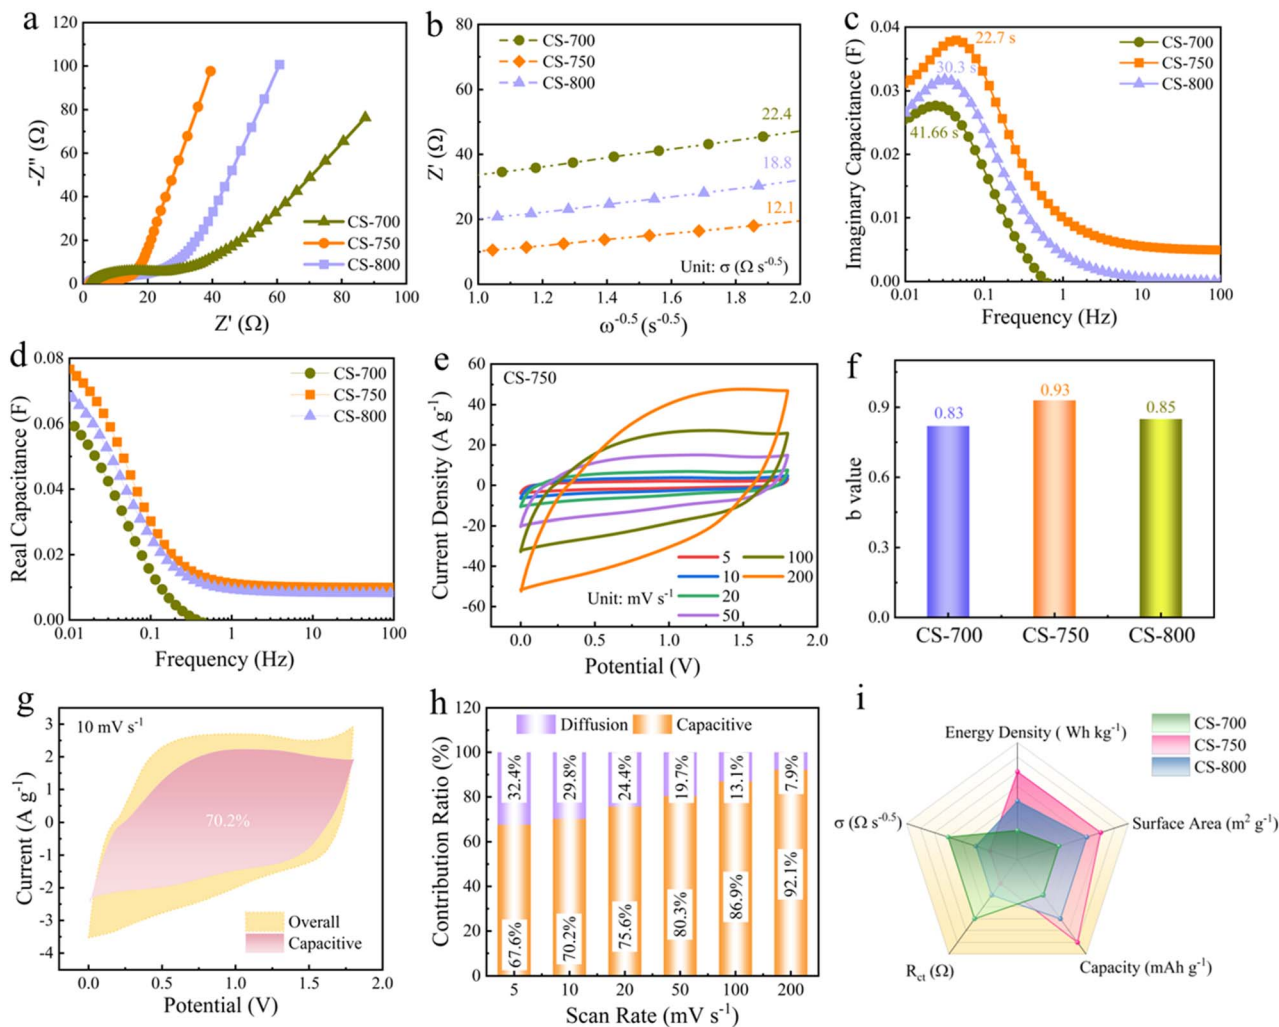 a
120
100
80
60
40
20
0
-Z" (Ω)
CS-700
CS-750
CS-800
0 20 40 60 80 100
Z' (Ω)
b
80
60
40
20
0
Z' (Ω)
CS-700
CS-750
CS-800
22.4
18.8
12.1
Unit: σ (Ω s-0.5)
1.0 1.2 1.4 1.6 1.8 2.0
ω-0.5 (s-0.5)
c
0.04
0.03
0.02
0.01
0.00
Imaginary Capacitance (F)
22.7 s
30.3 s
41.66 s
CS-700
CS-750
CS-800
0.01 0.1 1 10 100
Frequency (Hz)
d
0.08
0.06
0.04
0.02
0.00
Real Capacitance (F)
CS-700
CS-750
CS-800
0.01 0.1 1 10 100
Frequency (Hz)
e
60
40
20
0
-20
-40
-60
Current Density (A g-1)
CS-750
5 100
10 200
Unit: mV s-1 20
50
0.0 0.5 1.0 1.5 2.0
Potential (V)
f
0.9
0.6
0.3
0.0
b value
0.83
0.93
0.85
CS-700 CS-750 CS-800
g
3
2
1
0
-1
-2
-3
-4
Current (A g-1)
10 mV s-1
70.2%
Overall
Capacitive
0.0 0.5 1.0 1.5 2.0
Potential (V)
h
120
100
80
60
40
20
0
Contribution Ratio (%)
Diffusion Capacitive
32.4% 29.8% 24.4% 19.7% 13.1% 7.9%
67.6% 70.2% 75.6% 80.3% 86.9% 92.1%
5 10 20 50 100 200
Scan Rate (mV s-1)
i
CS-700
CS-750
CS-800
Energy Density ( Wh kg-1)
σ (Ω s-0.5)
Surface Area (m2 g-1)
Rct (Ω)
Capacity (mAh g-1)